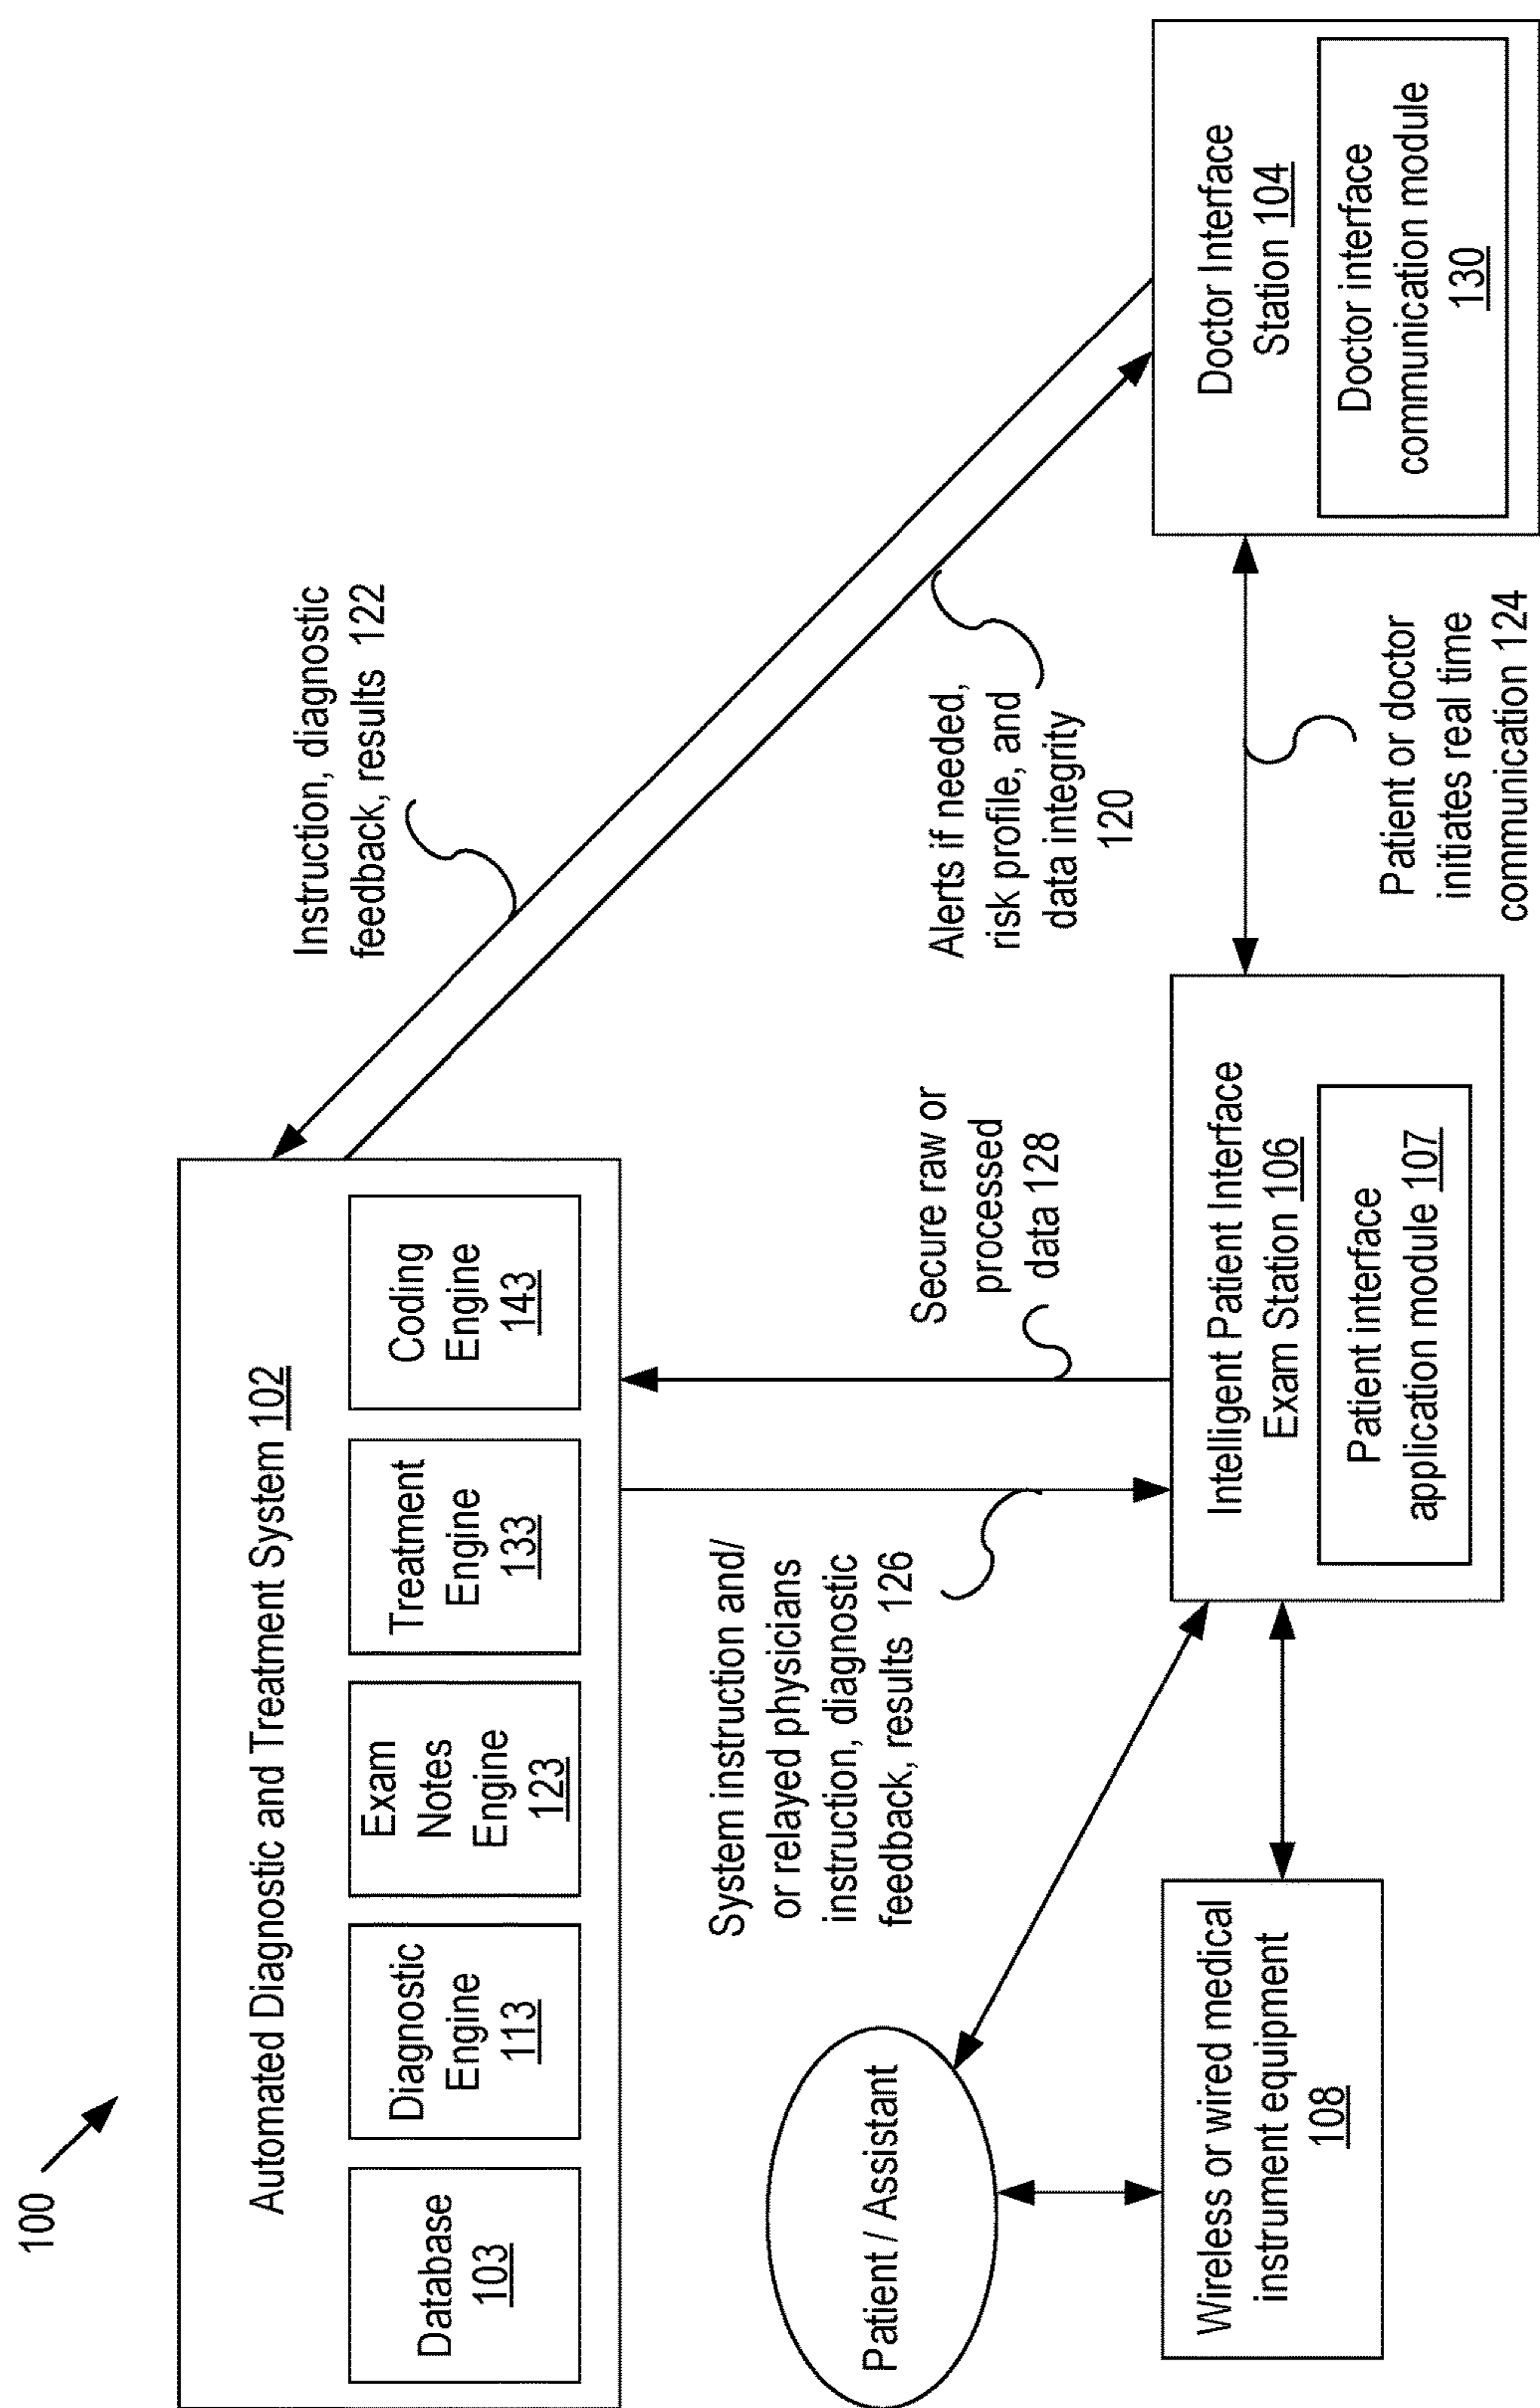 100
Automated Diagnostic and Treatment System 102
Database
103
Diagnostic
Engine
113
Exam
Notes
Engine
123
Treatment
Engine
133
Coding
Engine
143
Instruction, diagnostic
feedback, results 122
Alerts if needed,
risk profile, and
data integrity
120
System instruction and/
or relayed physicians
instruction, diagnostic
feedback, results 126
Secure raw or
processed
data 128
Patient / Assistant
Wireless or wired medical
instrument equipment
108
Intelligent Patient Interface
Exam Station 106
Patient interface
application module 107
Patient or doctor
initiates real time
communication 124
Doctor Interface
Station 104
Doctor interface
communication module
130